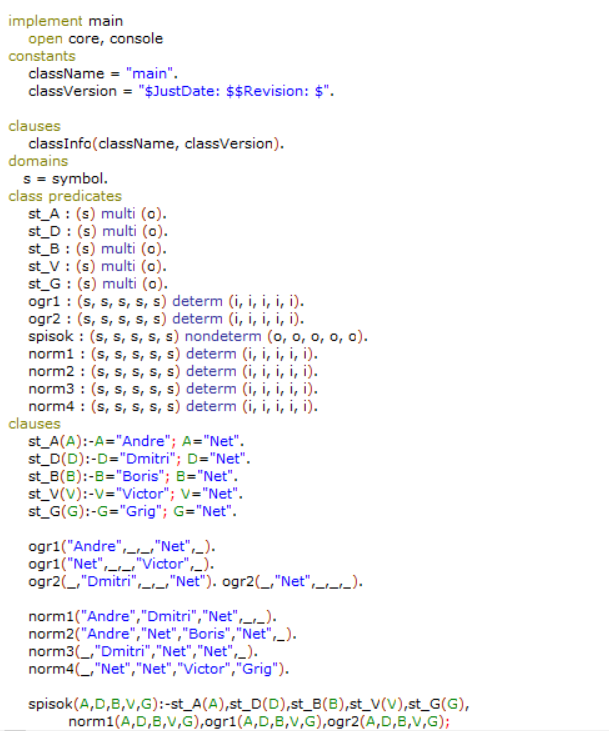 implement main
open core, console
constants
className = "main".
classVersion = "$JustDate: $$Revision: $".
clauses
classInfo(className, classVersion).
domains
s = symbol.
class predicates
st_A : (s) multi (o).
st_D : (s) multi (o).
st_B : (s) multi (o).
st_V : (s) multi (o).
st_G : (s) multi (o).
ogr1 : (s, s, s, s, s) determ (i, i, i, i, i).
ogr2 : (s, s, s, s, s) determ (i, i, i, i, i).
spisok : (s, s, s, s, s) nondeterm (o, o, o, o, o).
norm1 : (s, s, s, s, s) determ (i, i, i, i, i).
norm2 : (s, s, s, s, s) determ (i, i, i, i, i).
norm3 : (s, s, s, s, s) determ (i, i, i, i, i).
norm4 : (s, s, s, s, s) determ (i, i, i, i, i).
clauses
st_A(A):-A="Andre"; A="Net".
st_D(D):-D="Dmitri"; D="Net".
st_B(B):-B="Boris"; B="Net".
st_V(V):-V="Victor"; V="Net".
st_G(G):-G="Grig"; G="Net".
ogr1("Andre",_,_,"Net",_).
ogr1("Net",_,_,"Victor",_).
ogr2(_,"Dmitri",_,_,"Net"). ogr2(_,"Net",_,_,_).
norm1("Andre","Dmitri","Net",_,_).
norm2("Andre","Net","Boris","Net",_).
norm3(_,"Dmitri","Net","Net",_).
norm4(_,"Net","Net","Victor","Grig").
spisok(A,D,B,V,G):-st_A(A),st_D(D),st_B(B),st_V(V),st_G(G),
norm1(A,D,B,V,G),ogr1(A,D,B,V,G),ogr2(A,D,B,V,G);